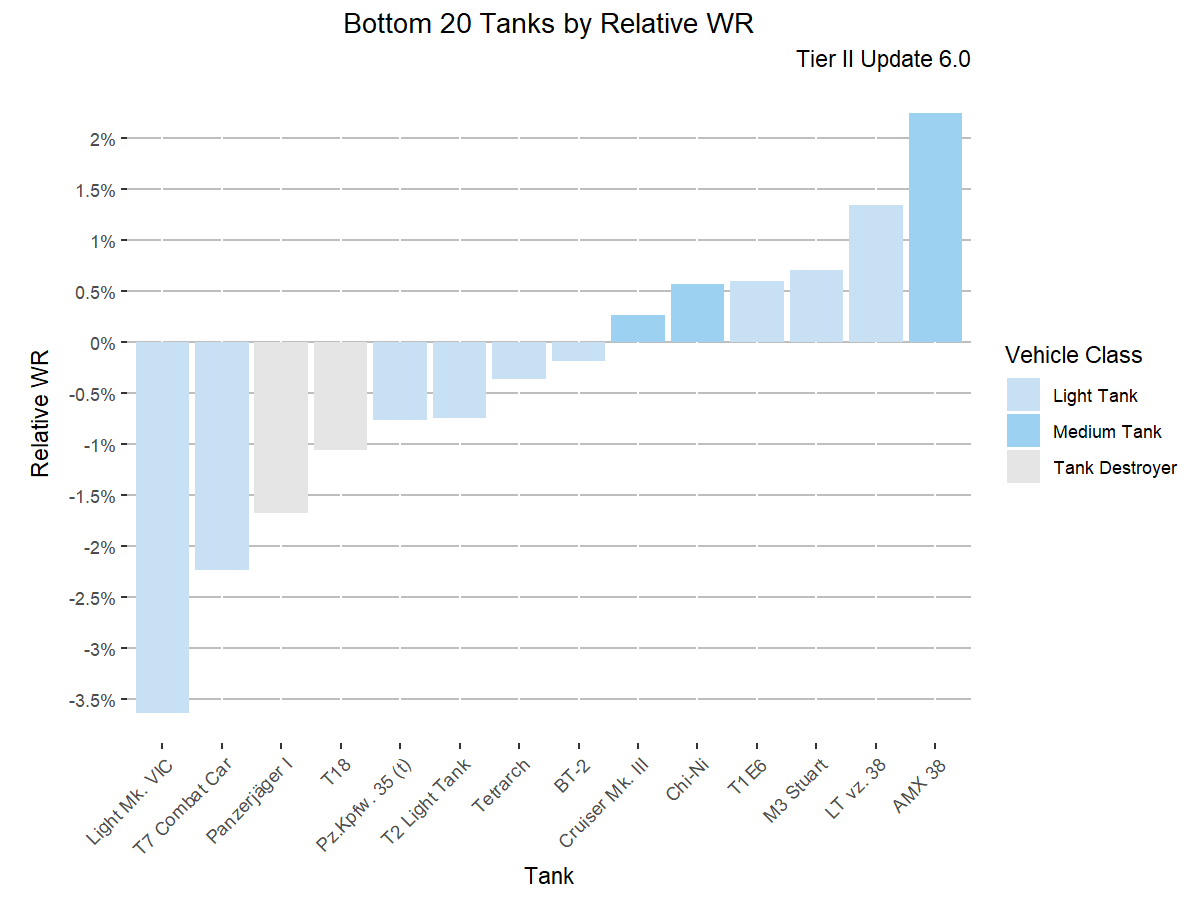 Bottom 20 Tanks by Relative WR
Tier II Update 6.0
2%
1.5%
1%
0.5%
0%
-0.5%
-1%
-1.5%
-2%
-2.5%
-3%
-3.5%
Relative WR
Light Mk. VIC
T7 Combat Car
Panzerjäger I
T18
Pz.Kpfw. 35 (t)
T2 Light Tank
Tetrarch
BT-2
Cruiser Mk. III
Chi-Ni
T1E6
M3 Stuart
LT vz. 38
AMX 38
Tank
Vehicle Class
Light Tank
Medium Tank
Tank Destroyer